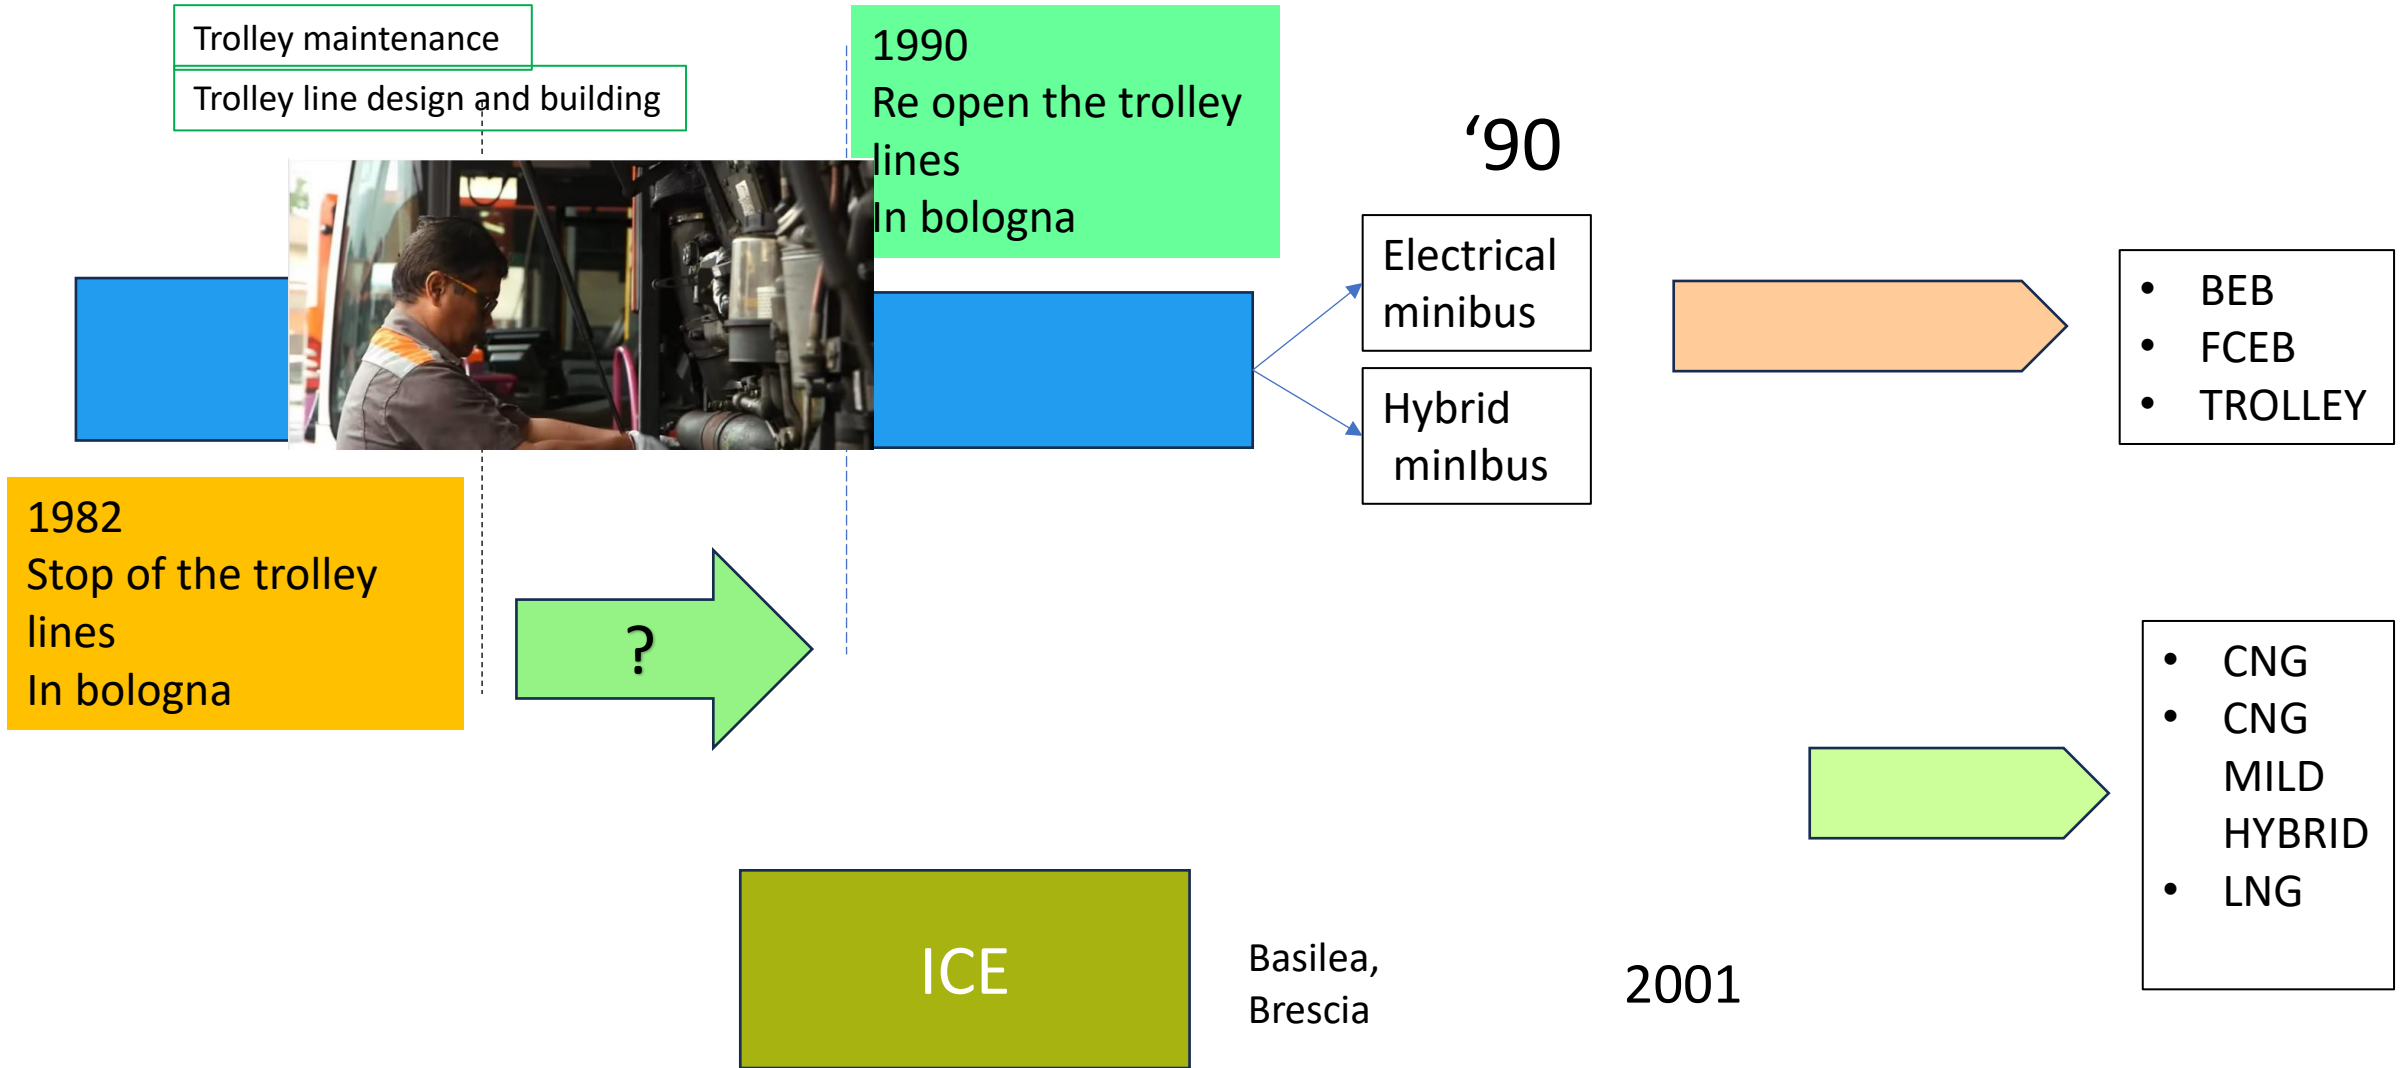 Trolley maintenance
Trolley line design and building
1990
Re open the trolley
lines
In bologna
‘90
Electrical
minibus
Hybrid
minIbus
• BEB
• FCEB
• TROLLEY
1982
Stop of the trolley
lines
In bologna
?
• CNG
• CNG
MILD
HYBRID
• LNG
ICE
Basilea,
Brescia
2001